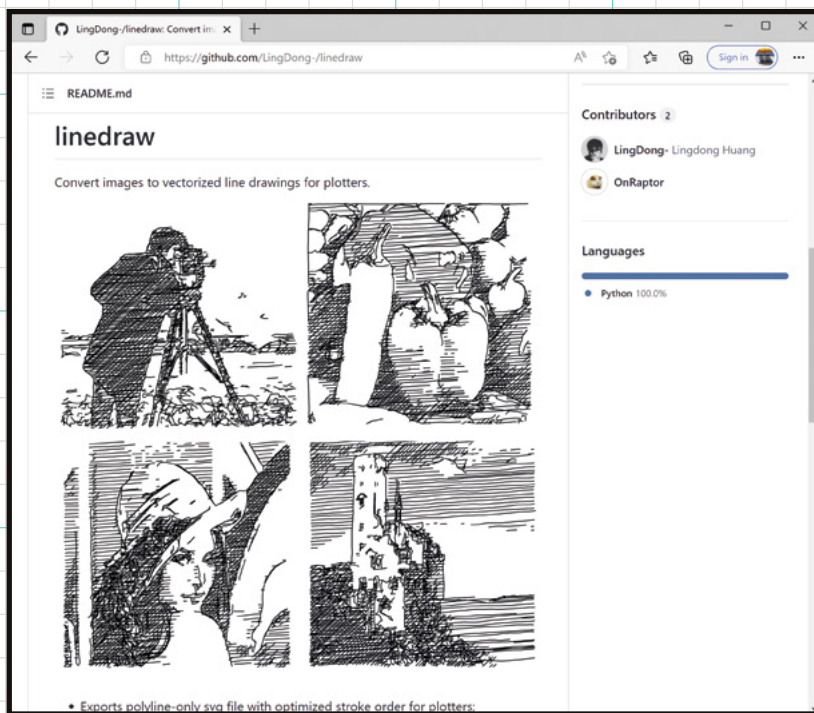 LingDong-/linedraw: Convert im
https://github.com/LingDong-/linedraw
Sign in
README.md
linedraw
Convert images to vectorized line drawings for plotters.
• Exports polyline-only svg file with optimized stroke order for plotters;
Contributors 2
LingDong- Lingdong Huang
OnRaptor
Languages
Python 100.0%